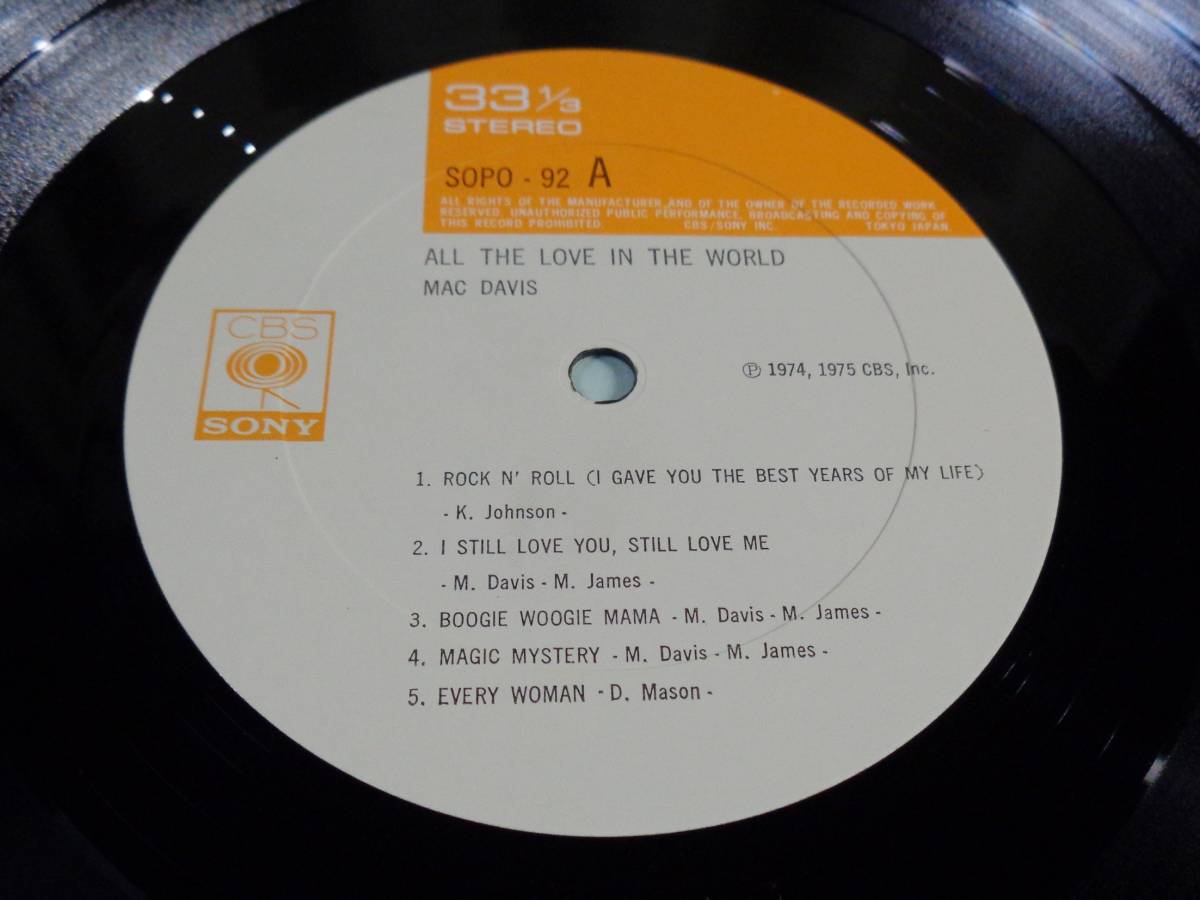 33 1/3
STEREO
SOPO - 92 A
ALL RIGHTS OF THE MANUFACTURER AND OF THE OWNER OF THE RECORDED WORK
RESERVED. UNAUTHORIZED PUBLIC PERFORMANCE, BROADCASTING AND COPYING OF
THIS RECORD PROHIBITED. CBS/SONY INC. TOKYO JAPAN
ALL THE LOVE IN THE WORLD
MAC DAVIS
CBS
SONY
℗ 1974, 1975 CBS, Inc.
1. ROCK N' ROLL (I GAVE YOU THE BEST YEARS OF MY LIFE)
- K. Johnson -
2. I STILL LOVE YOU, STILL LOVE ME
- M. Davis - M. James -
3. BOOGIE WOOGIE MAMA - M. Davis - M. James -
4. MAGIC MYSTERY - M. Davis - M. James -
5. EVERY WOMAN - D. Mason -